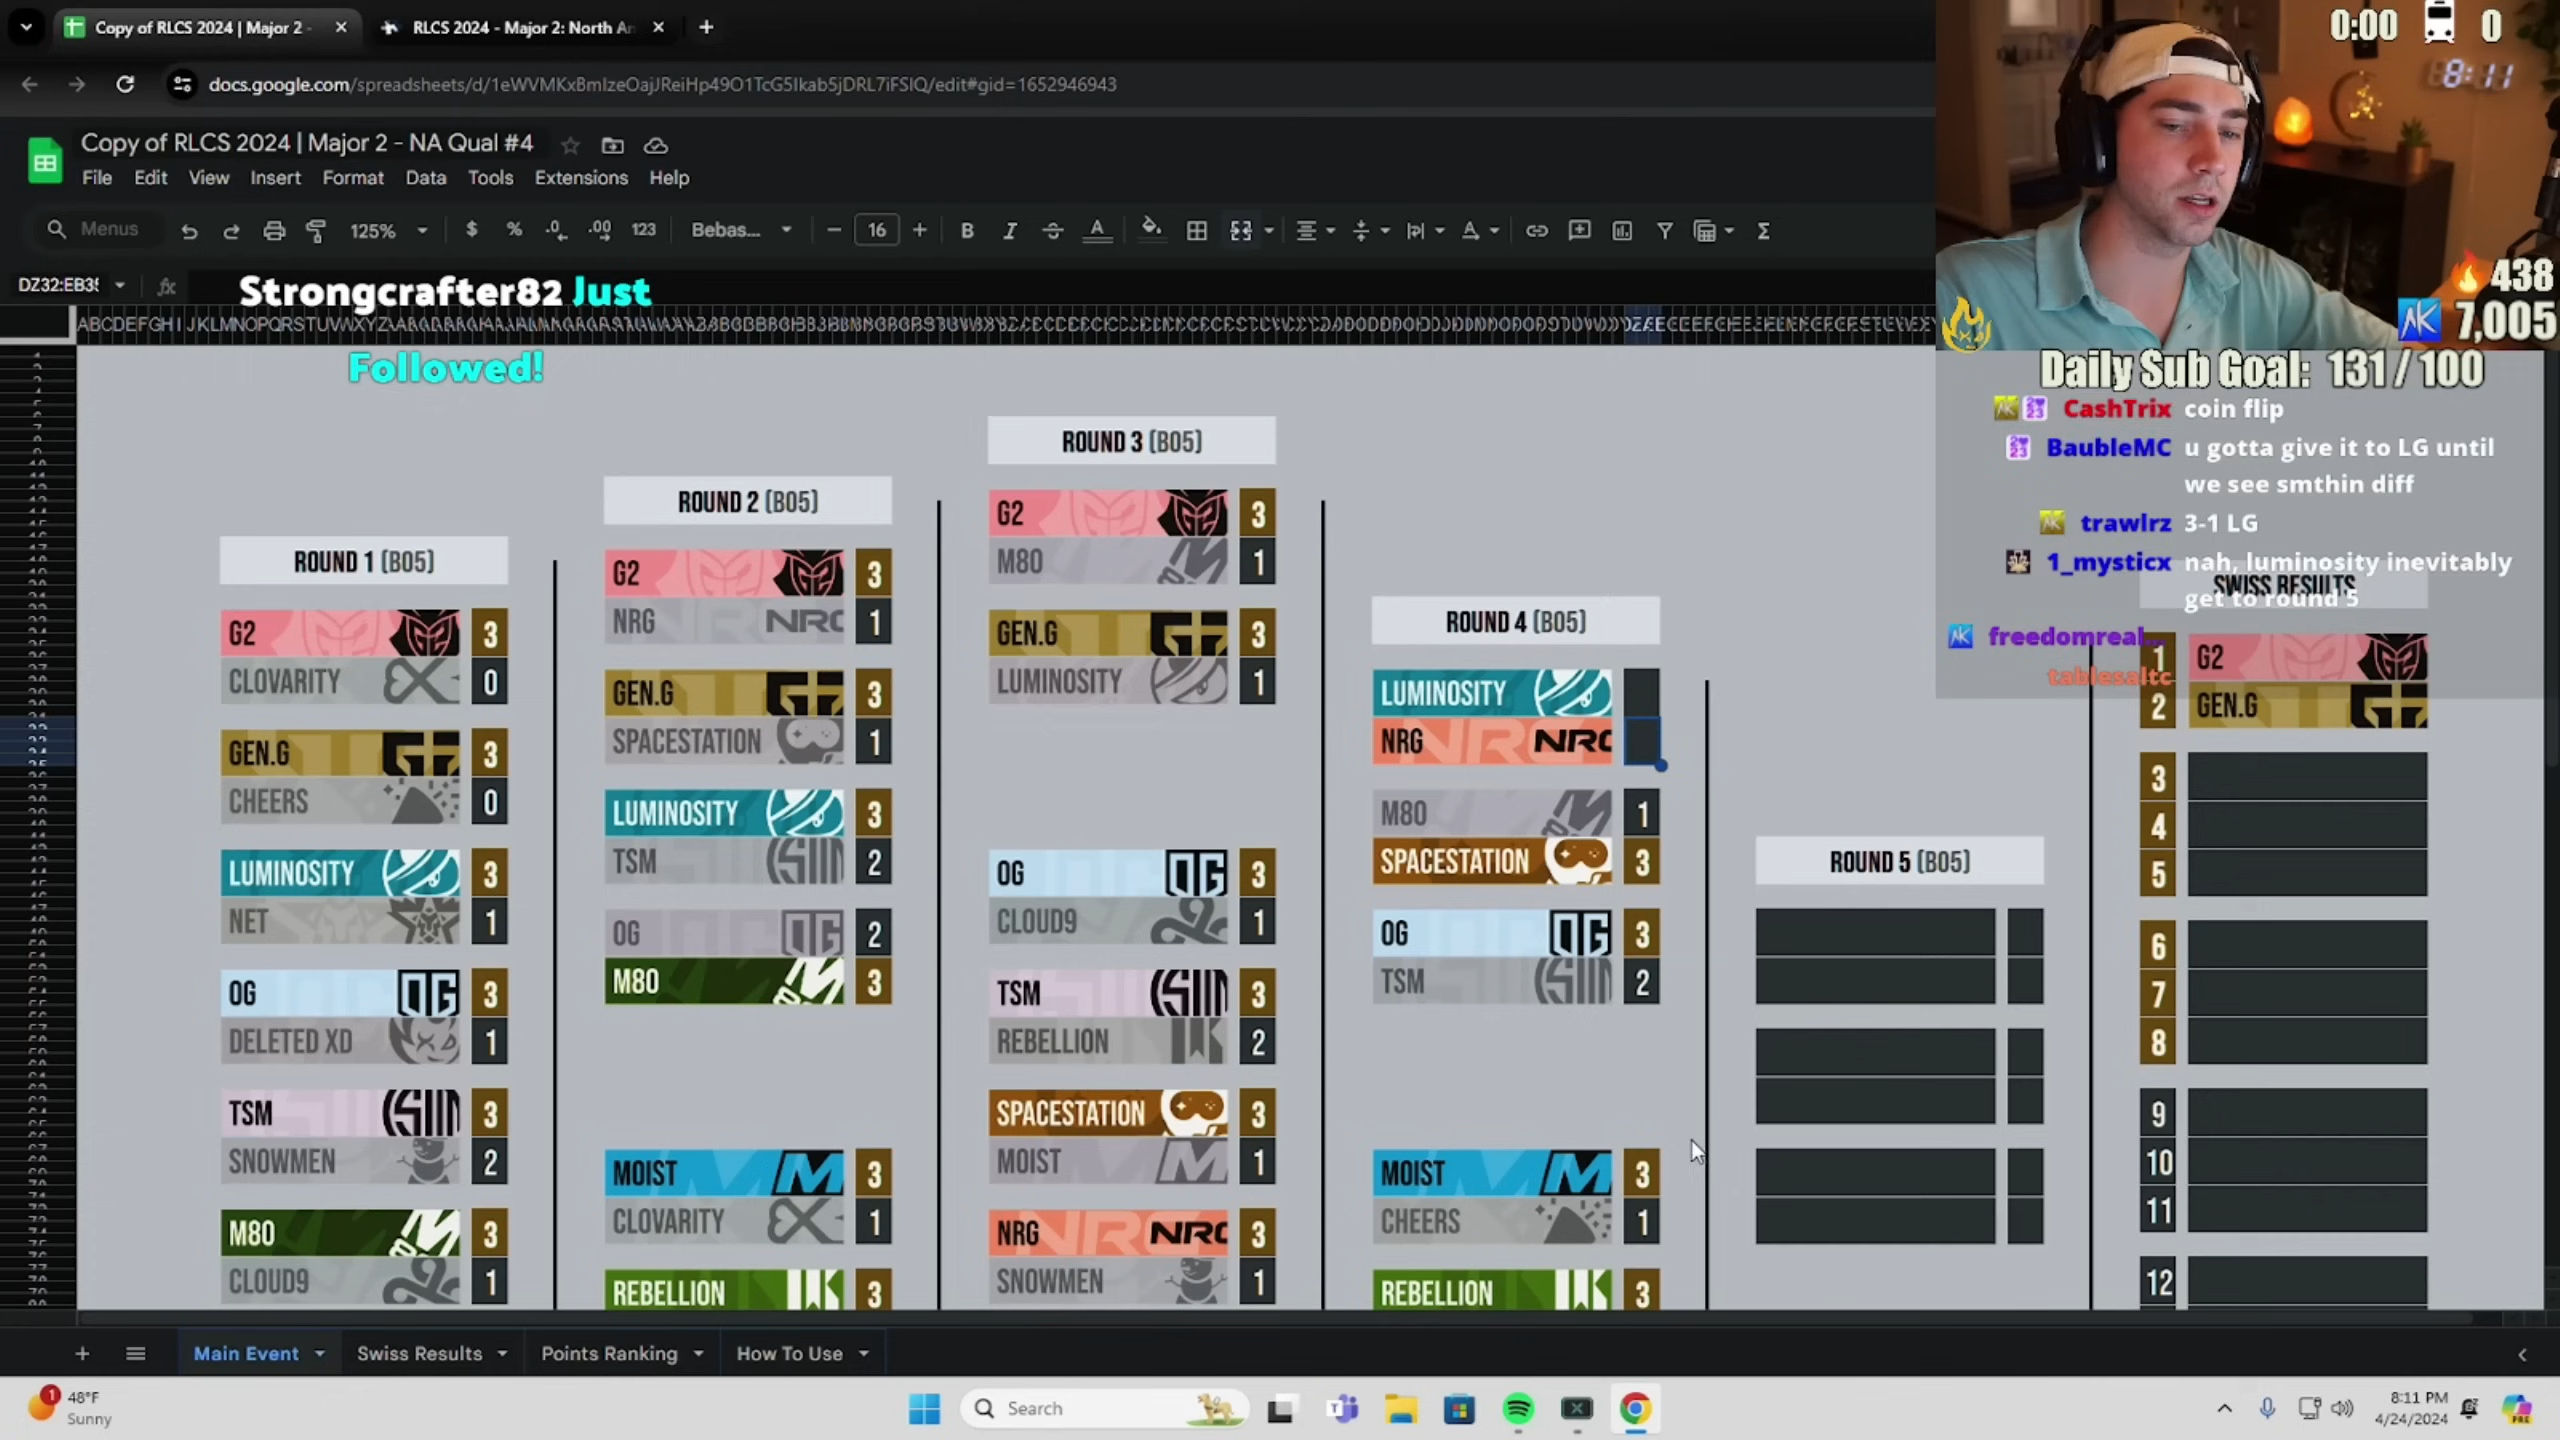 Copy of RLCS 2024 | Major 2 -
RLCS 2024 - Major 2: North An
docs.google.com/spreadsheets/d/1eWVMKxBmIzeOajJReiHp49O1TcG5Ikab5jDRL7iFSIQ/edit#gid=1652946943
Copy of RLCS 2024 | Major 2 - NA Qual #4
File Edit View Insert Format Data Tools Extensions Help
Menus
125%
$ % .0 .00 123
Bebas...
16
DZ32:EB35
Strongcrafter82 Just
Followed!
0:00 0
8:11
438
7,005
Daily Sub Goal: 131 / 100
CashTrix coin flip
BaubleMC u gotta give it to LG until
we see smthin diff
trawlrz 3-1 LG
1_mysticx nah, luminosity inevitably
get to round 5
freedomreal...
tablesaltc
ROUND 1 (BO5)
G2 3
CLOVARITY 0
GEN.G 3
CHEERS 0
LUMINOSITY 3
NET 1
OG 3
DELETED XD 1
TSM 3
SNOWMEN 2
M80 3
CLOUD9 1
ROUND 2 (BO5)
G2 3
NRG 1
GEN.G 3
SPACESTATION 1
LUMINOSITY 3
TSM 2
OG 2
M80 3
MOIST 3
CLOVARITY 1
REBELLION 3
ROUND 3 (BO5)
G2 3
M80 1
GEN.G 3
LUMINOSITY 1
OG 3
CLOUD9 1
TSM 3
REBELLION 2
SPACESTATION 3
MOIST 1
NRG 3
SNOWMEN 1
ROUND 4 (BO5)
LUMINOSITY
NRG
M80 1
SPACESTATION 3
OG 3
TSM 2
MOIST 3
CHEERS 1
REBELLION 3
ROUND 5 (BO5)
SWISS RESULTS
1 G2
2 GEN.G
3
4
5
6
7
8
9
10
11
12
Main Event
Swiss Results
Points Ranking
How To Use
1
48°F
Sunny
Search
8:11 PM
4/24/2024